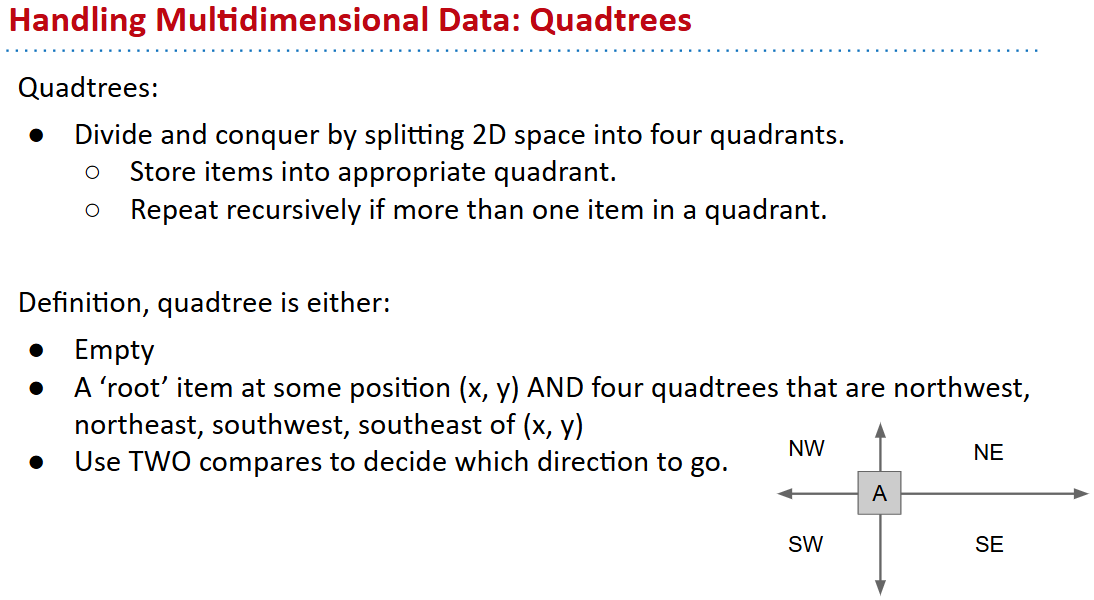 Handling Multidimensional Data: Quadtrees
Quadtrees:
● Divide and conquer by splitting 2D space into four quadrants.
○ Store items into appropriate quadrant.
○ Repeat recursively if more than one item in a quadrant.
Definition, quadtree is either:
● Empty
● A ‘root’ item at some position (x, y) AND four quadtrees that are northwest,
northeast, southwest, southeast of (x, y)
● Use TWO compares to decide which direction to go.
NW NE
A
SW SE